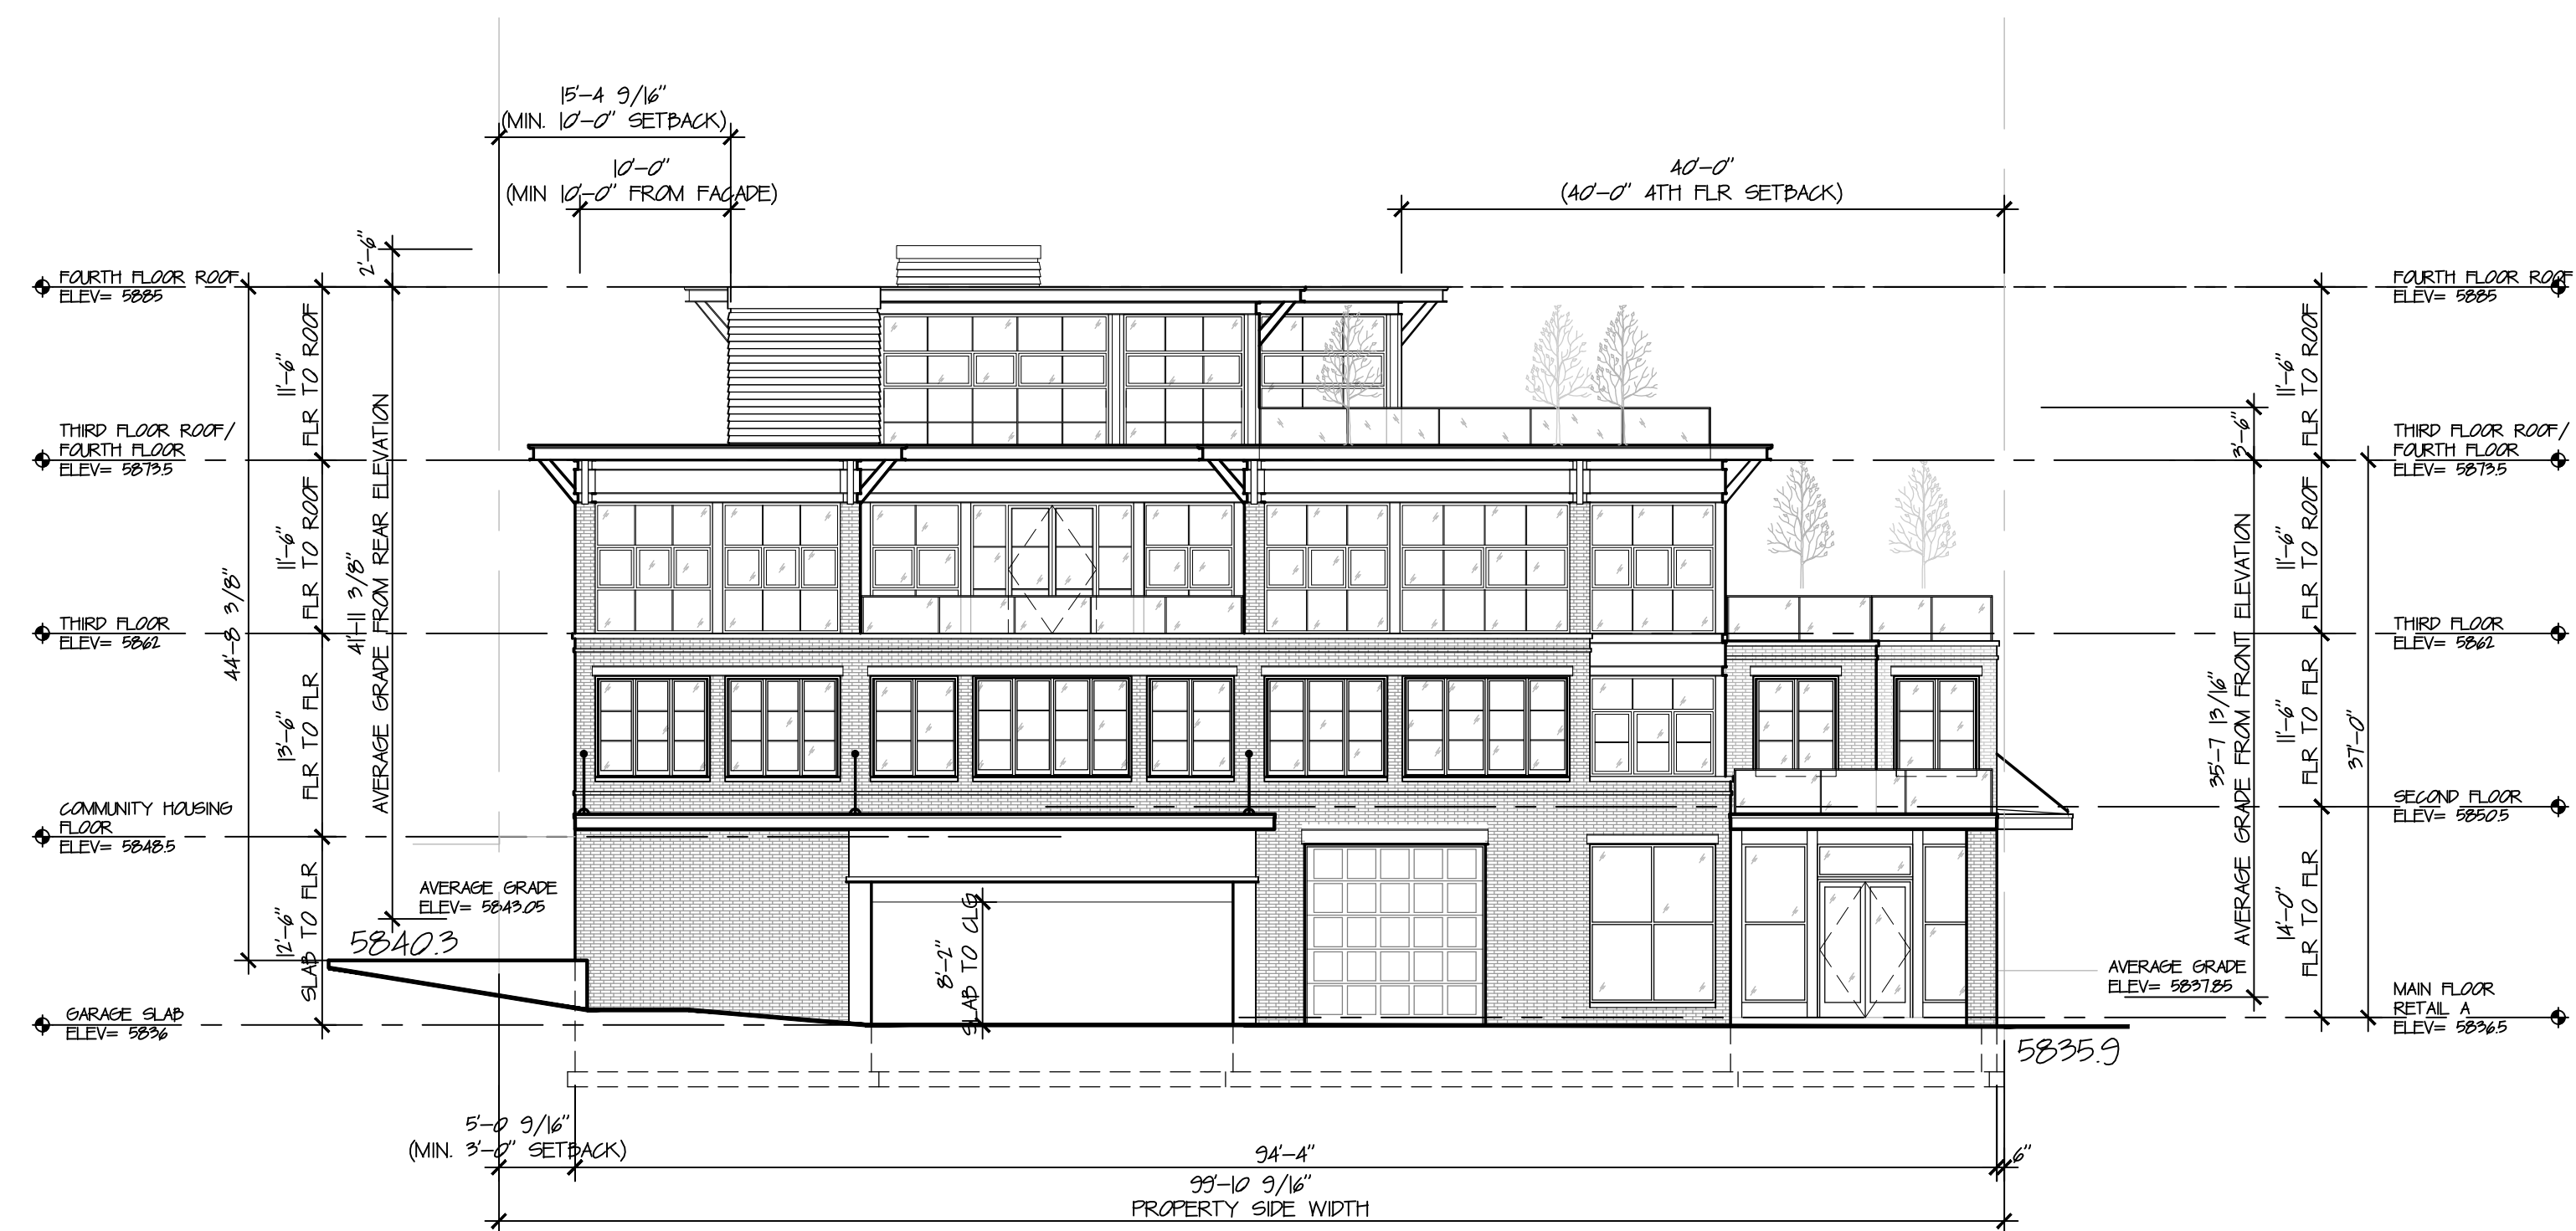 15'-4 9/16"
(MIN. 10'-0" SETBACK)
10'-0"
(MIN 10'-0" FROM FACADE)
40'-0"
(40'-0" 4TH FLR SETBACK)
2'-6"
FOURTH FLOOR ROOF
ELEV= 5885
11'-6"
FLR TO ROOF
THIRD FLOOR ROOF/
FOURTH FLOOR
ELEV= 5873.5
11'-6"
FLR TO ROOF
THIRD FLOOR
ELEV= 5862
44'-8 3/8"
41'-11 3/8"
AVERAGE GRADE FROM REAR ELEVATION
13'-6"
FLR TO FLR
COMMUNITY HOUSING
FLOOR
ELEV= 5848.5
12'-6"
SLAB TO FLR
AVERAGE GRADE
ELEV= 5843.05
5840.3
GARAGE SLAB
ELEV= 5836
8'-2"
SLAB TO CLG
FOURTH FLOOR ROOF
ELEV= 5885
11'-6"
FLR TO ROOF
3'-6"
THIRD FLOOR ROOF/
FOURTH FLOOR
ELEV= 5873.5
11'-6"
FLR TO ROOF
THIRD FLOOR
ELEV= 5862
35'-7 13/16"
AVERAGE GRADE FROM FRONT ELEVATION
11'-6"
FLR TO FLR
37'-0"
SECOND FLOOR
ELEV= 5850.5
14'-0"
FLR TO FLR
AVERAGE GRADE
ELEV= 5837.85
MAIN FLOOR
RETAIL A
ELEV= 5836.5
5835.9
5'-0 9/16"
(MIN. 3'-0" SETBACK)
94'-4"
6"
99'-10 9/16"
PROPERTY SIDE WIDTH